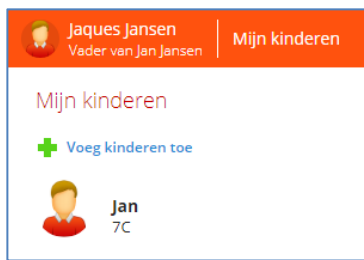 Jaques Jansen
Vader van Jan Jansen
Mijn kinderen
Mijn kinderen
Voeg kinderen toe
Jan
7C